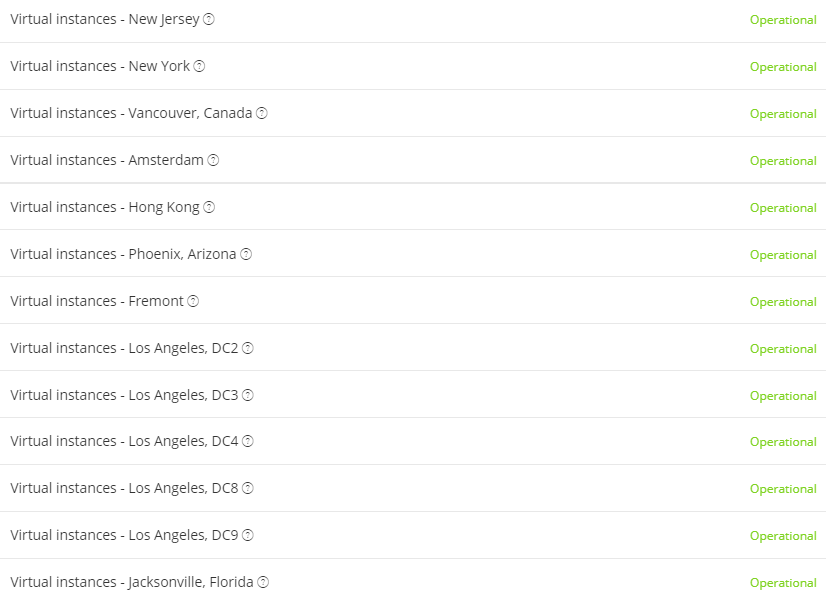 Virtual instances - New Jersey ? Operational
Virtual instances - New York ? Operational
Virtual instances - Vancouver, Canada ? Operational
Virtual instances - Amsterdam ? Operational
Virtual instances - Hong Kong ? Operational
Virtual instances - Phoenix, Arizona ? Operational
Virtual instances - Fremont ? Operational
Virtual instances - Los Angeles, DC2 ? Operational
Virtual instances - Los Angeles, DC3 ? Operational
Virtual instances - Los Angeles, DC4 ? Operational
Virtual instances - Los Angeles, DC8 ? Operational
Virtual instances - Los Angeles, DC9 ? Operational
Virtual instances - Jacksonville, Florida ? Operational